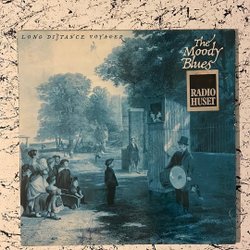 LONG DISTANCE VOYAGER
The
Moody
Blues
RADIO
HUSET